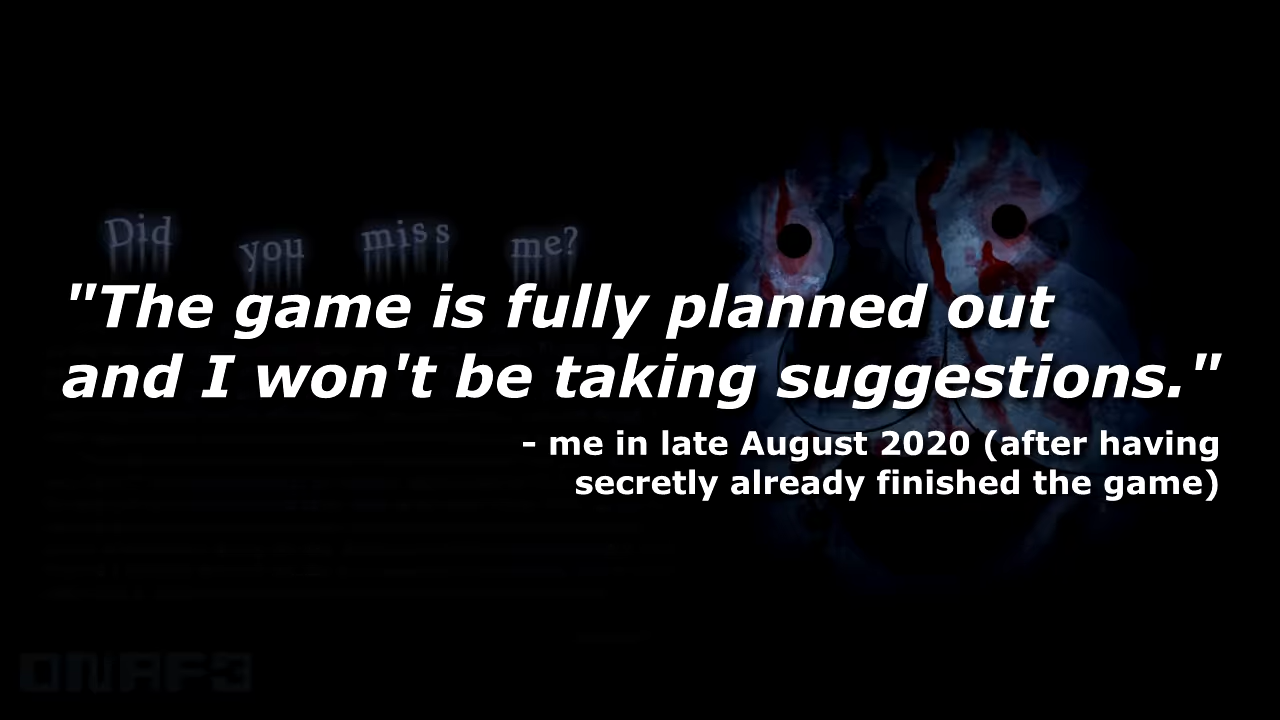 Did you miss me?
"The game is fully planned out
and I won't be taking suggestions."
- me in late August 2020 (after having
secretly already finished the game)
ONAF3